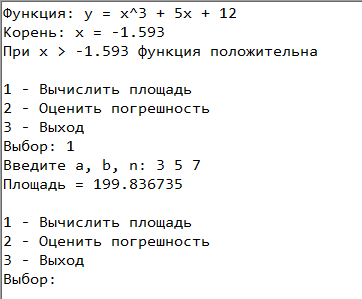 Функция: y = x^3 + 5x + 12
Корень: x = -1.593
При x > -1.593 функция положительна
1 - Вычислить площадь
2 - Оценить погрешность
3 - Выход
Выбор: 1
Введите a, b, n: 3 5 7
Площадь = 199.836735
1 - Вычислить площадь
2 - Оценить погрешность
3 - Выход
Выбор: